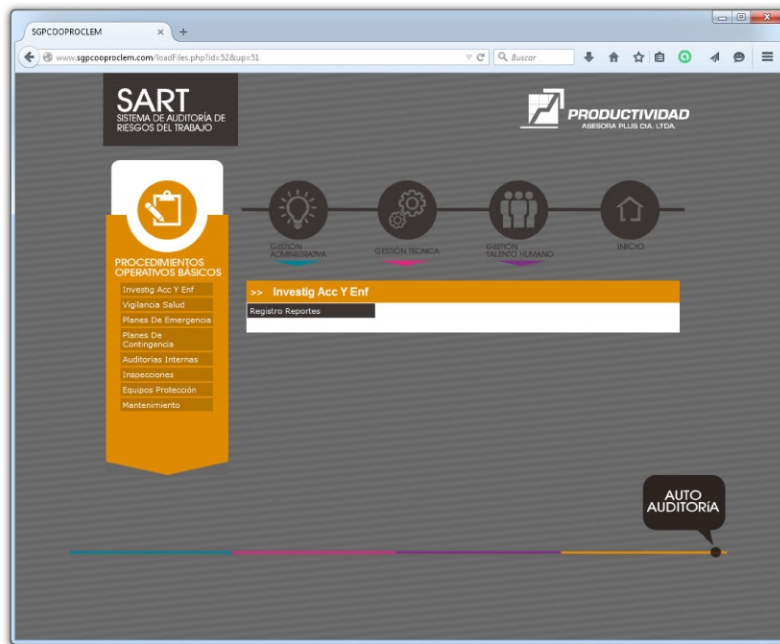 SGPCOOPROCLEM
www.sgpcooproclem.com/loadFiles.php?id=52&up=51
Buscar
SART
SISTEMA DE AUDITORÍA DE
RIESGOS DEL TRABAJO
PRODUCTIVIDAD
ASESORA PLUS CIA. LTDA.
GESTIÓN
ADMINISTRATIVA
GESTIÓN TÉCNICA
GESTIÓN
TALENTO HUMANO
INICIO
PROCEDIMIENTOS
OPERATIVOS BÁSICOS
Investig Acc Y Enf
Vigilancia Salud
Planes De Emergencia
Planes De
Contingencia
Auditorias Internas
Inspecciones
Equipos Protección
Mantenimiento
>> Investig Acc Y Enf
Registro Reportes
AUTO
AUDITORÍA